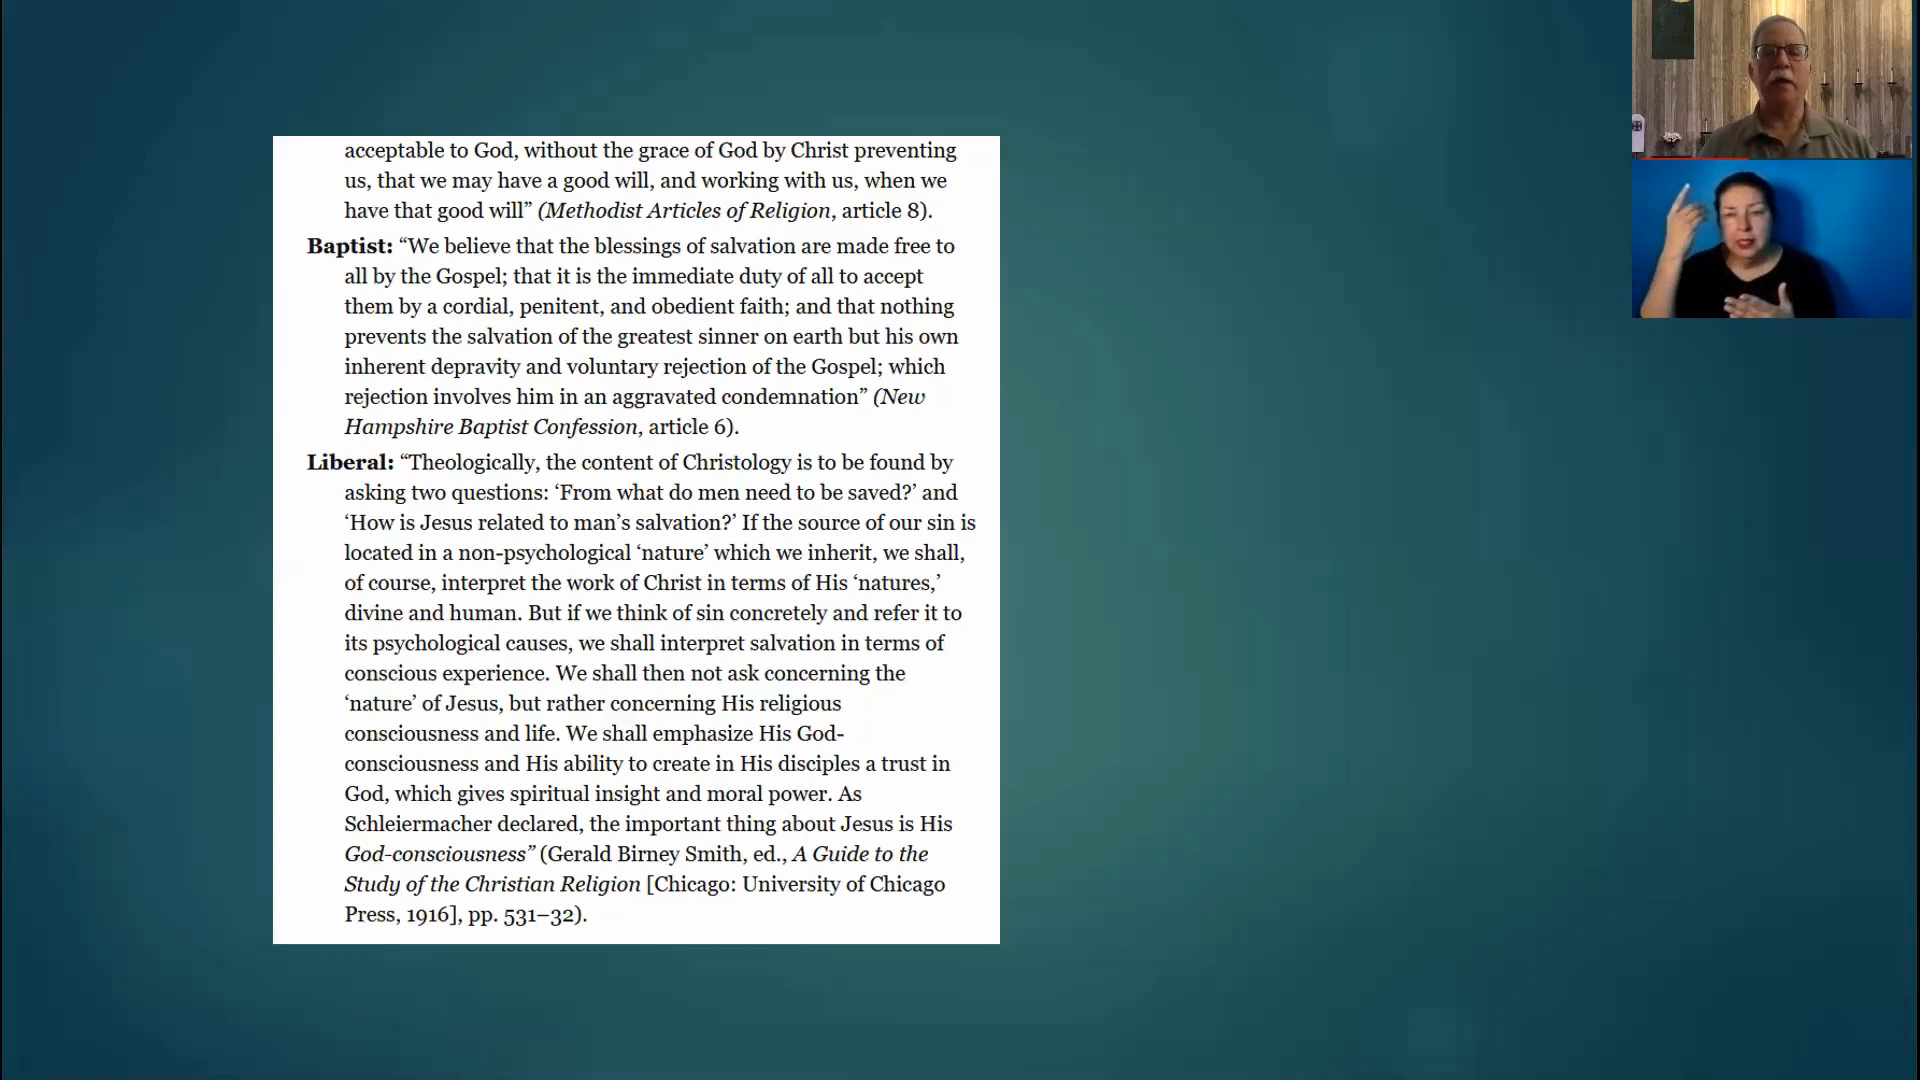 acceptable to God, without the grace of God by Christ preventing
us, that we may have a good will, and working with us, when we
have that good will” (Methodist Articles of Religion, article 8).
Baptist: “We believe that the blessings of salvation are made free to
all by the Gospel; that it is the immediate duty of all to accept
them by a cordial, penitent, and obedient faith; and that nothing
prevents the salvation of the greatest sinner on earth but his own
inherent depravity and voluntary rejection of the Gospel; which
rejection involves him in an aggravated condemnation” (New
Hampshire Baptist Confession, article 6).
Liberal: “Theologically, the content of Christology is to be found by
asking two questions: ‘From what do men need to be saved?’ and
‘How is Jesus related to man’s salvation?’ If the source of our sin is
located in a non-psychological ‘nature’ which we inherit, we shall,
of course, interpret the work of Christ in terms of His ‘natures,’
divine and human. But if we think of sin concretely and refer it to
its psychological causes, we shall interpret salvation in terms of
conscious experience. We shall then not ask concerning the
‘nature’ of Jesus, but rather concerning His religious
consciousness and life. We shall emphasize His God-
consciousness and His ability to create in His disciples a trust in
God, which gives spiritual insight and moral power. As
Schleiermacher declared, the important thing about Jesus is His
God-consciousness” (Gerald Birney Smith, ed., A Guide to the
Study of the Christian Religion [Chicago: University of Chicago
Press, 1916], pp. 531–32).